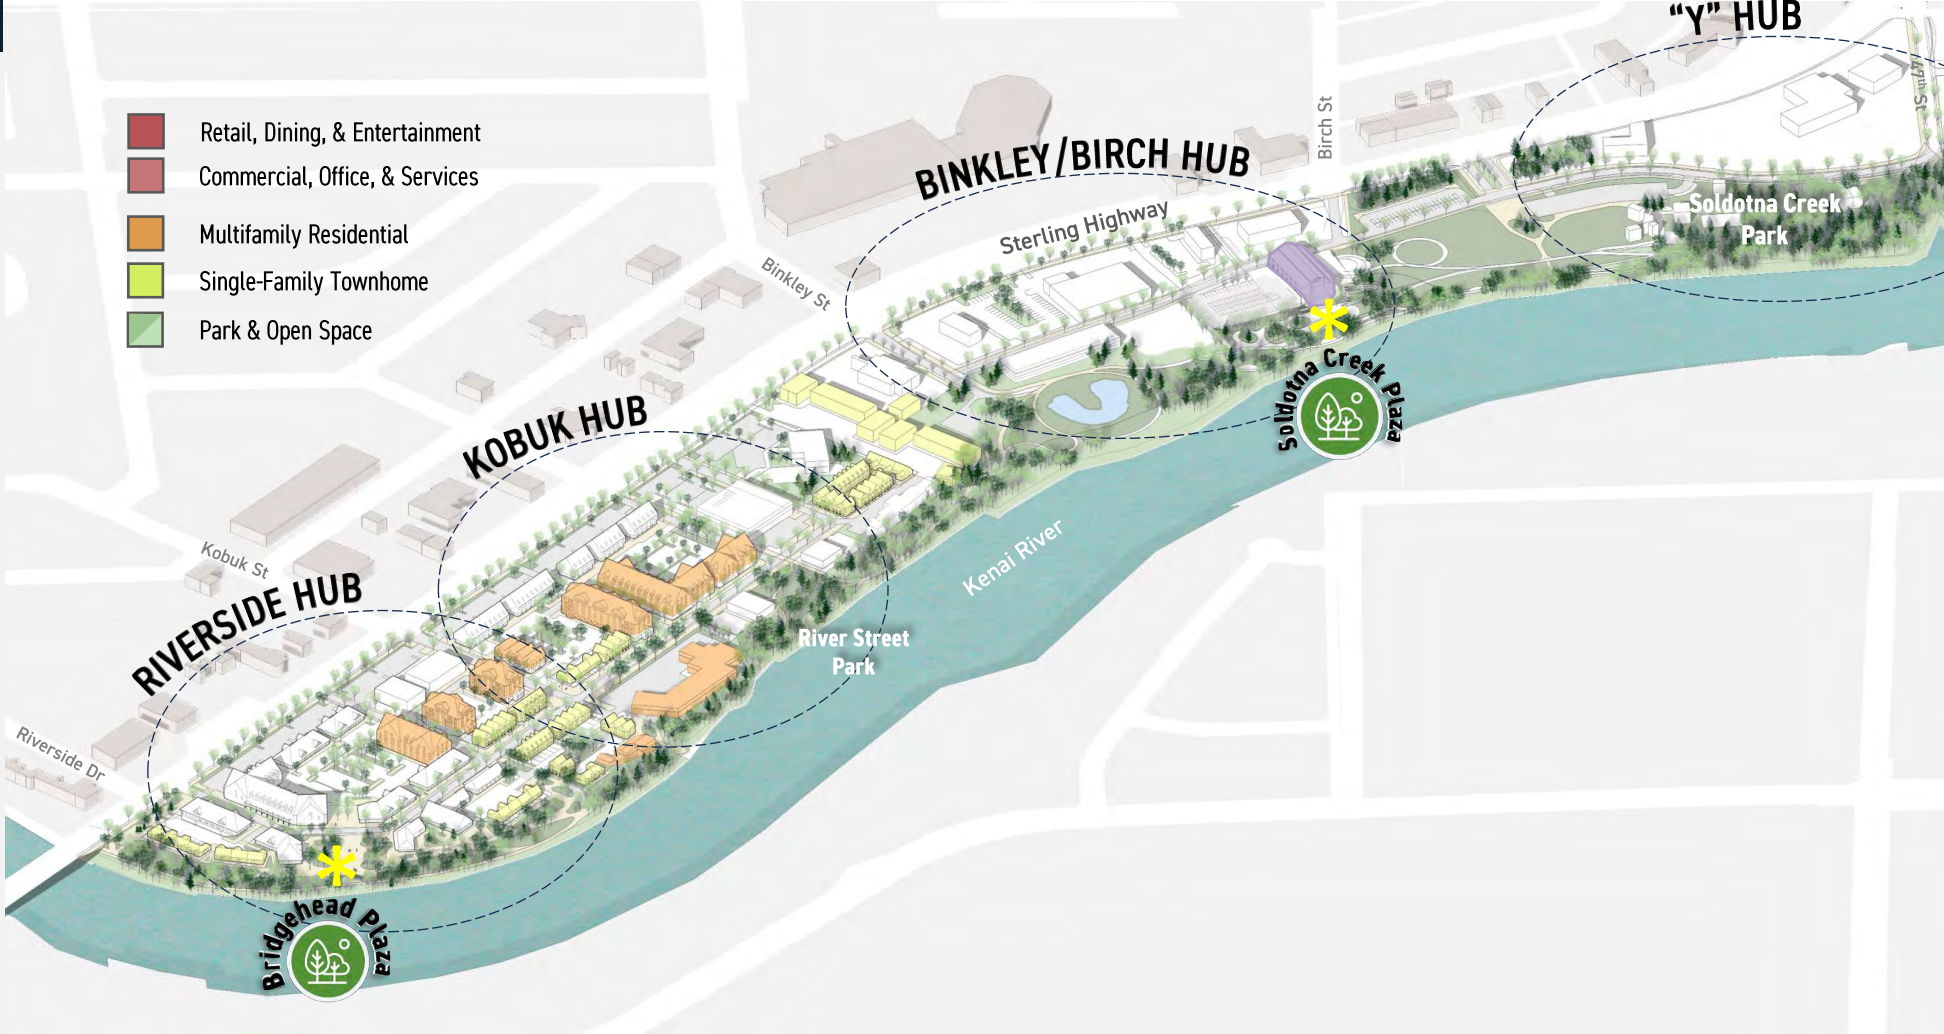 “Y” HUB
47th St
Birch St
BINKLEY/BIRCH HUB
Sterling Highway
Soldotna Creek
Park
Retail, Dining, & Entertainment
Commercial, Office, & Services
Multifamily Residential
Single-Family Townhome
Park & Open Space
Binkley St
Soldotna Creek Plaza
KOBUK HUB
Kobuk St
Kenai River
RIVERSIDE HUB
River Street
Park
Riverside Dr
Bridgehead Plaza